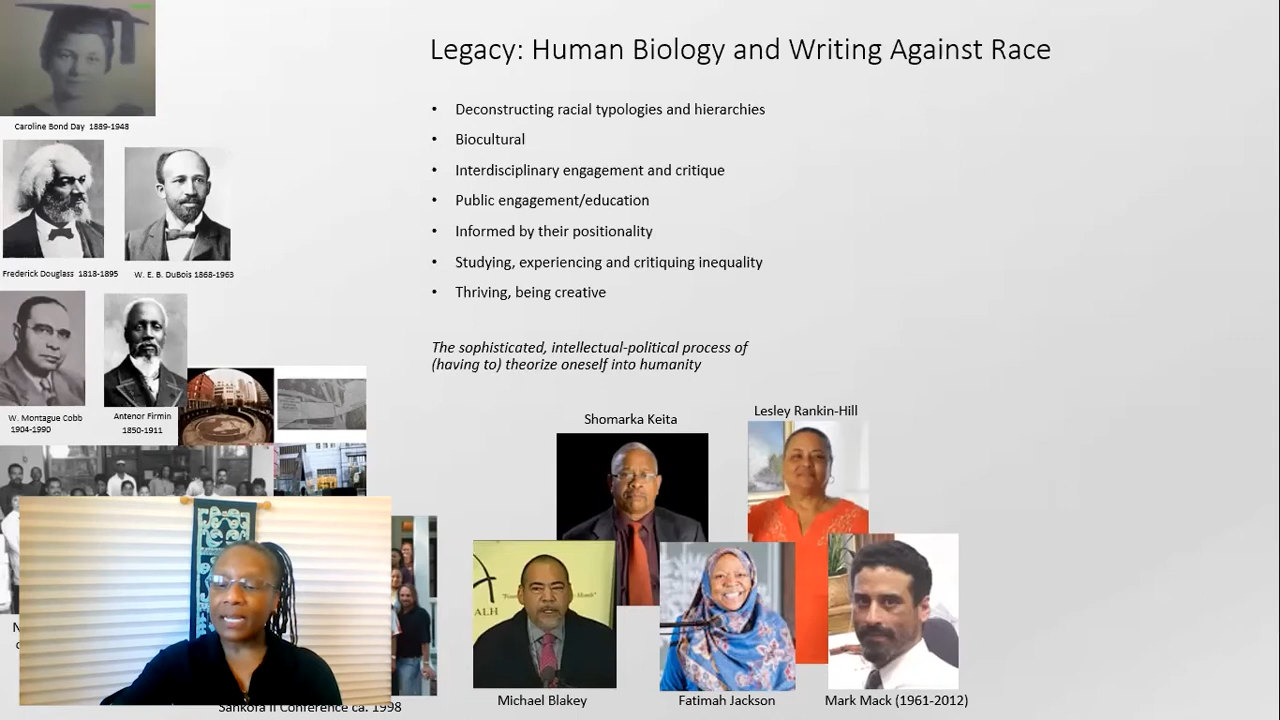 Legacy: Human Biology and Writing Against Race
Caroline Bond Day 1889-1948
• Deconstructing racial typologies and hierarchies
• Biocultural
• Interdisciplinary engagement and critique
• Public engagement/education
• Informed by their positionality
• Studying, experiencing and critiquing inequality
• Thriving, being creative
Frederick Douglass 1818-1895
W. E. B. DuBois 1868-1963
The sophisticated, intellectual-political process of
(having to) theorize oneself into humanity
W. Montague Cobb
1904-1990
Antenor Firmin
1850-1911
Shomarka Keita
Lesley Rankin-Hill
ALH
Michael Blakey
Fatimah Jackson
Mark Mack (1961-2012)
Sankofa II Conference ca. 1998